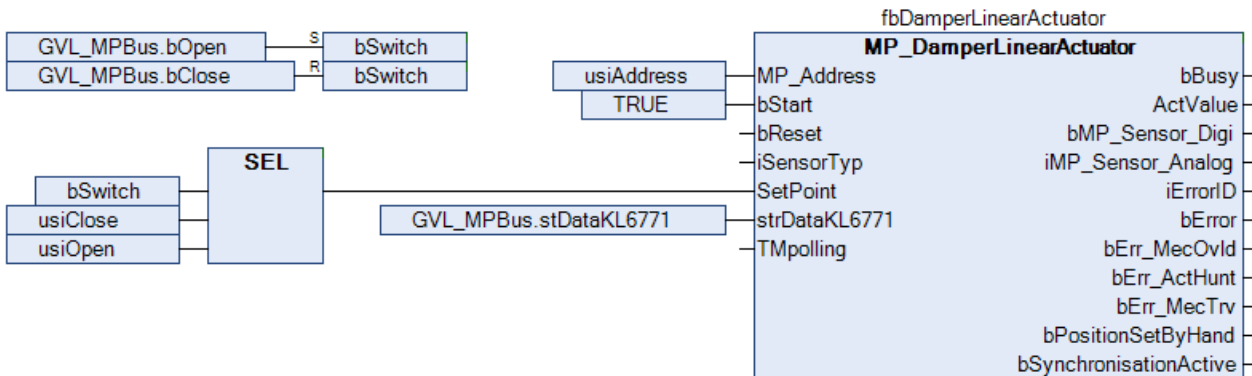 fbDamperLinearActuator
GVL_MPBus.bOpen S bSwitch
GVL_MPBus.bClose R bSwitch
MP_DamperLinearActuator
usiAddress MP_Address bBusy
TRUE bStart ActValue
bReset bMP_Sensor_Digi
SEL
iSensorTyp iMP_Sensor_Analog
bSwitch SetPoint iErrorID
usiClose GVL_MPBus.stDataKL6771 strDataKL6771 bError
usiOpen TMpolling bErr_MecOvld
bErr_ActHunt
bErr_MecTrv
bPositionSetByHand
bSynchronisationActive